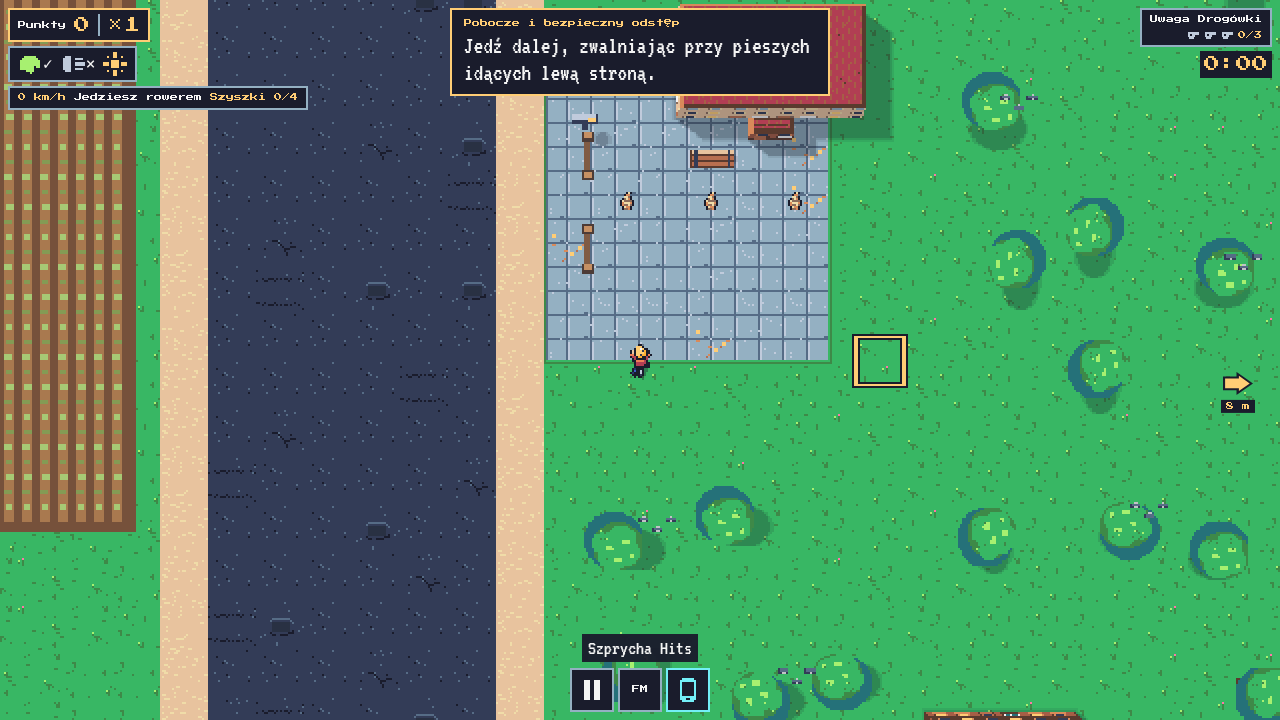 Punkty 0 ×1
✓ ×
0 km/h Jedziesz rowerem Szyszki 0/4
Pobocze i bezpieczny odstęp
Jedź dalej, zwalniając przy pieszych
idących lewą stroną.
Uwaga Drogówki
0/3
0:00
8 m
Szprycha Hits
FM